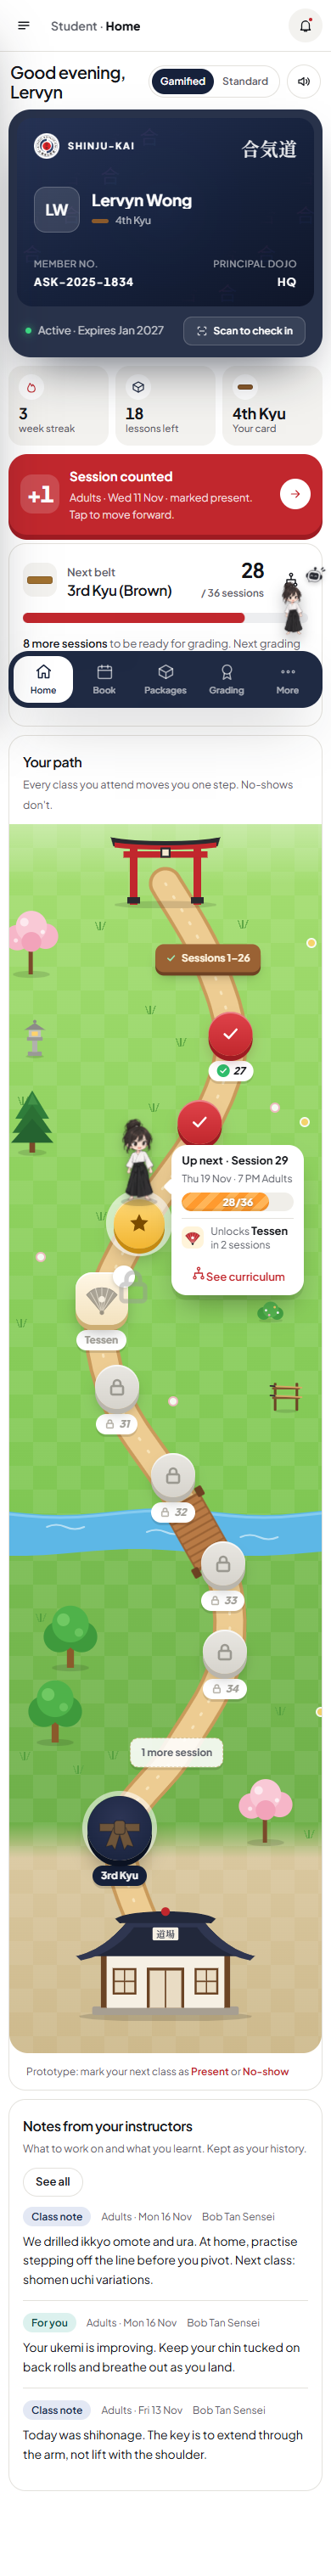 Student · Home
Good evening,
Lervyn
Gamified
Standard
SHINJU-KAI
合気道
LW
Lervyn Wong
4th Kyu
MEMBER NO.
PRINCIPAL DOJO
ASK-2025-1834
HQ
Active · Expires Jan 2027
Scan to check in
3
week streak
18
lessons left
4th Kyu
Your card
+1
Session counted
Adults · Wed 11 Nov · marked present.
Tap to move forward.
Next belt
3rd Kyu (Brown)
28
/ 36 sessions
8 more sessions to be ready for grading. Next grading
Home
Book
Packages
Grading
More
Your path
Every class you attend moves you one step. No-shows
don't.
Sessions 1–26
27
Up next · Session 29
Thu 19 Nov · 7 PM Adults
28/36
Unlocks Tessen
in 2 sessions
See curriculum
Tessen
31
32
33
34
1 more session
3rd Kyu
道場
Prototype: mark your next class as Present or No-show
Notes from your instructors
What to work on and what you learnt. Kept as your history.
See all
Class note
Adults · Mon 16 Nov
Bob Tan Sensei
We drilled ikkyo omote and ura. At home, practise
stepping off the line before you pivot. Next class:
shomen uchi variations.
For you
Adults · Mon 16 Nov
Bob Tan Sensei
Your ukemi is improving. Keep your chin tucked on
back rolls and breathe out as you land.
Class note
Adults · Fri 13 Nov
Bob Tan Sensei
Today was shihonage. The key is to extend through
the arm, not lift with the shoulder.